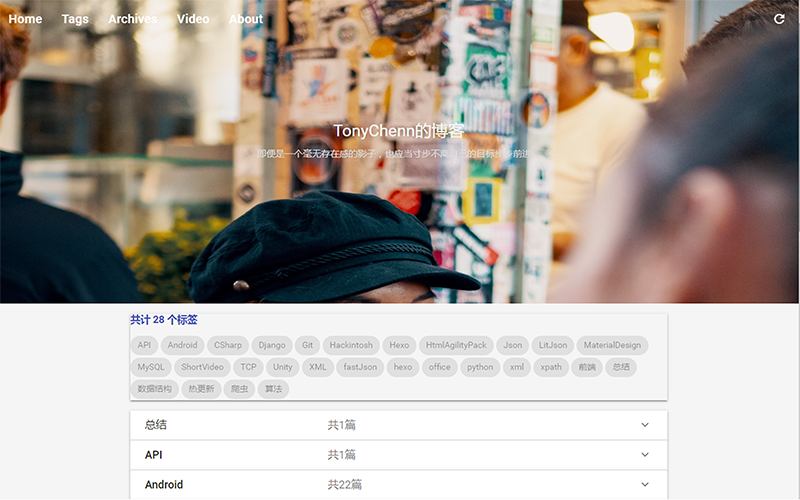 Home Tags Archives Video About
TonyChenn的博客
即便是一个毫无存在感的影子，也应当寸步不离
的目标
前进
共计 28 个标签
API Android CSharp Django Git Hackintosh Hexo HtmlAgilityPack Json LitJson MaterialDesign
MySQL ShortVideo TCP Unity XML fastJson hexo office python xml xpath 前端 总结
数据结构 热更新 爬虫 算法
总结 共1篇
API 共1篇
Android 共22篇